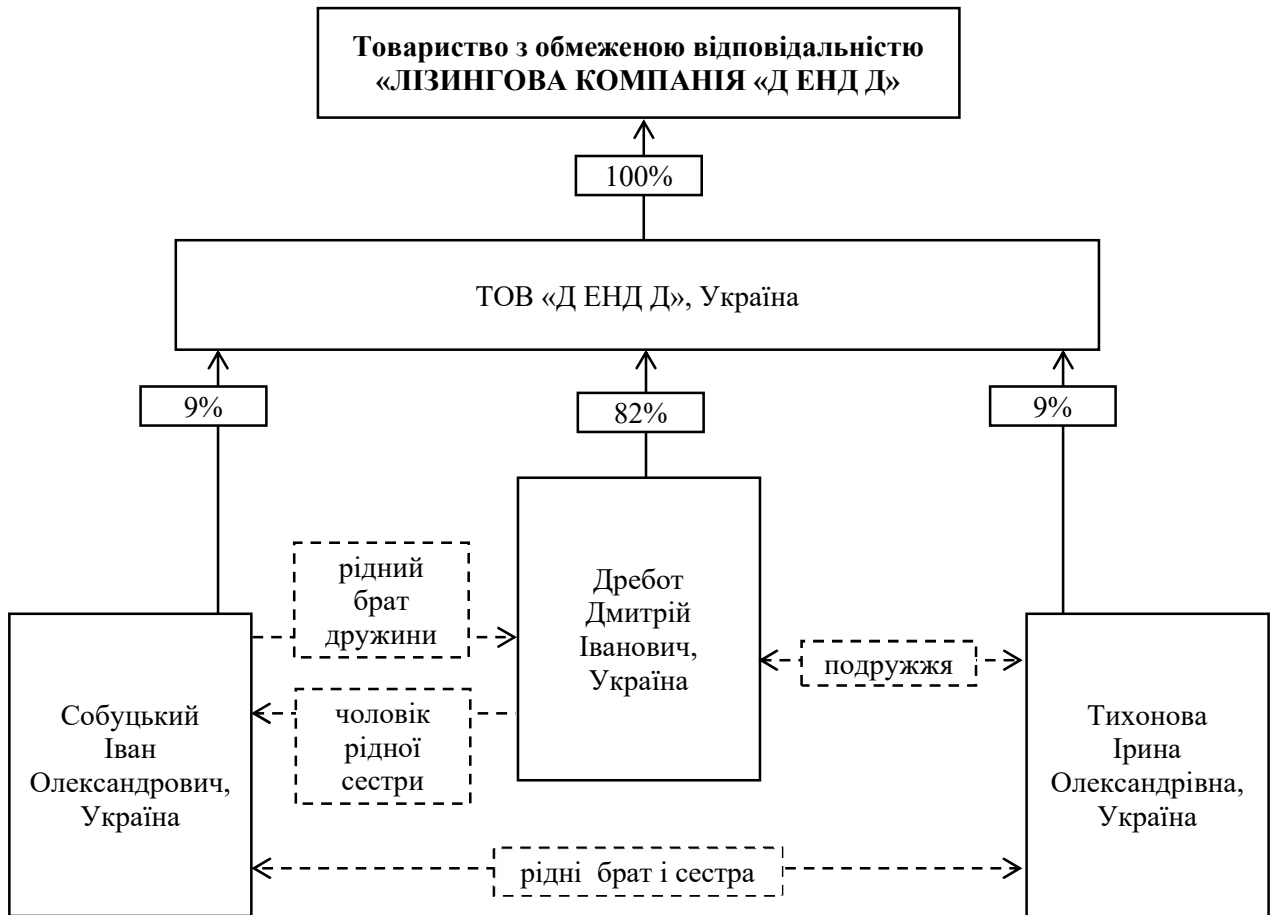 Товариство з обмеженою відповідальністю
«ЛІЗИНГОВА КОМПАНІЯ «Д ЕНД Д»
100%
ТОВ «Д ЕНД Д», Україна
9%
82%
9%
рідний
брат
дружини
Дребот
Дмитрій
Іванович,
Україна
подружжя
чоловік
рідної
сестри
Собуцький
Іван
Олександрович,
Україна
Тихонова
Ірина
Олександрівна,
Україна
рідні брат і сестра